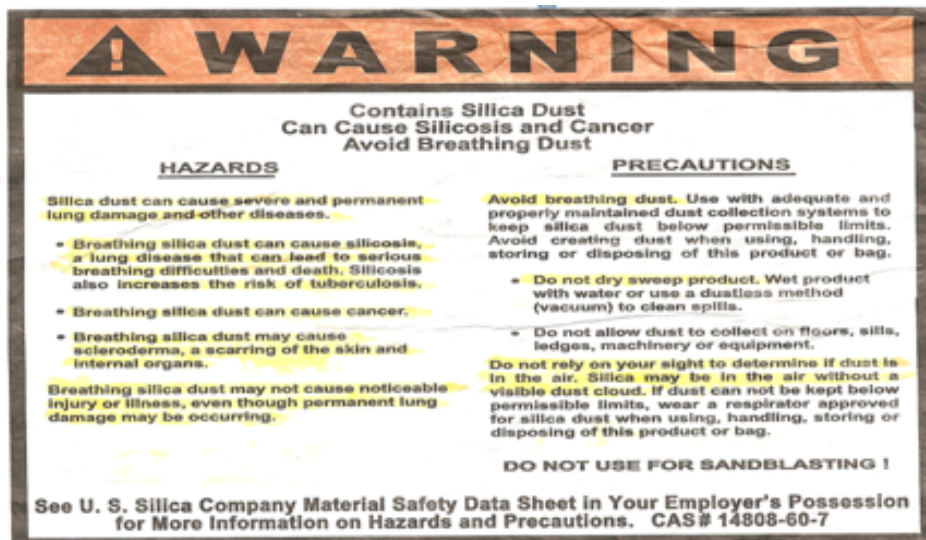 WARNING
Contains Silica Dust
Can Cause Silicosis and Cancer
Avoid Breathing Dust
HAZARDS
Silica dust can cause severe and permanent
lung damage and other diseases.
• Breathing silica dust can cause silicosis,
a lung disease that can lead to serious
breathing difficulties and death. Silicosis
also increases the risk of tuberculosis.
• Breathing silica dust can cause cancer.
• Breathing silica dust may cause
scleroderma, a scarring of the skin and
internal organs.
Breathing silica dust may not cause noticeable
injury or illness, even though permanent lung
damage may be occurring.
PRECAUTIONS
Avoid breathing dust. Use with adequate and
properly maintained dust collection systems to
keep silica dust below permissible limits.
Avoid creating dust when using, handling,
storing or disposing of this product or bag.
• Do not dry sweep product. Wet product
with water or use a dustless method
(vacuum) to clean spills.
• Do not allow dust to collect on floors, sills,
ledges, machinery or equipment.
Do not rely on your sight to determine if dust is
in the air. Silica may be in the air without a
visible dust cloud. If dust can not be kept below
permissible limits, wear a respirator approved
for silica dust when using, handling, storing or
disposing of this product or bag.
DO NOT USE FOR SANDBLASTING !
See U. S. Silica Company Material Safety Data Sheet in Your Employer's Possession
for More Information on Hazards and Precautions. CAS# 14808-60-7